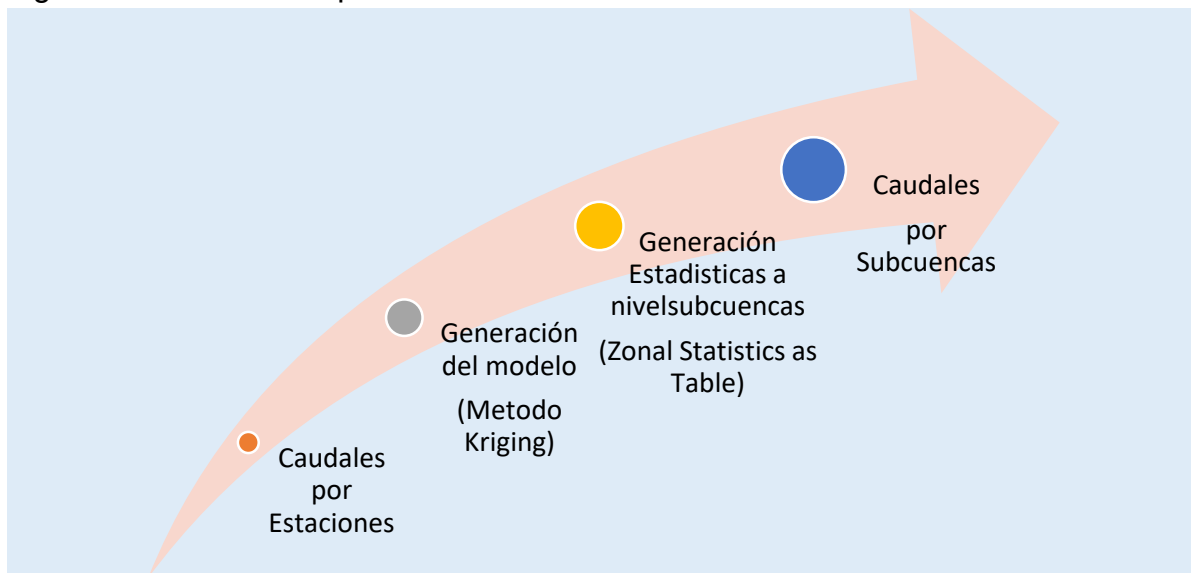 Caudales
por
Estaciones
Generación
del modelo
(Metodo
Kriging)
Generación
Estadisticas a
nivelsubcuencas
(Zonal Statistics as
Table)
Caudales
por
Subcuencas